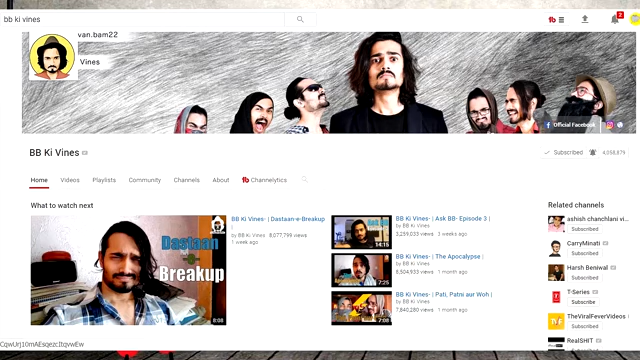 bb ki vines
2
van.bam22
Vines
Official Facebook
BB Ki Vines
Subscribed
4,058,879
Home Videos Playlists Community Channels About Channelytics
What to watch next
Dastaan
-e-
Breakup
8:08
BB Ki Vines- | Dastaan-e-Breakup
|
by BB Ki Vines 8,077,799 views
1 week ago
14:15
BB Ki Vines- | Ask BB- Episode 3 |
by BB Ki Vines
3,259,033 views 3 weeks ago
7:25
BB Ki Vines- | The Apocalypse |
by BB Ki Vines
8,504,933 views 1 month ago
7:08
BB Ki Vines- | Pati, Patni aur Woh |
by BB Ki Vines
7,840,280 views 1 month ago
Related channels
ashish chanchlani vi...
Subscribed
CarryMinati
Subscribed
Harsh Beniwal
Subscribed
T-Series
Subscribe
TheViralFeverVideos
Subscribed
RealSHIT
Subscribed